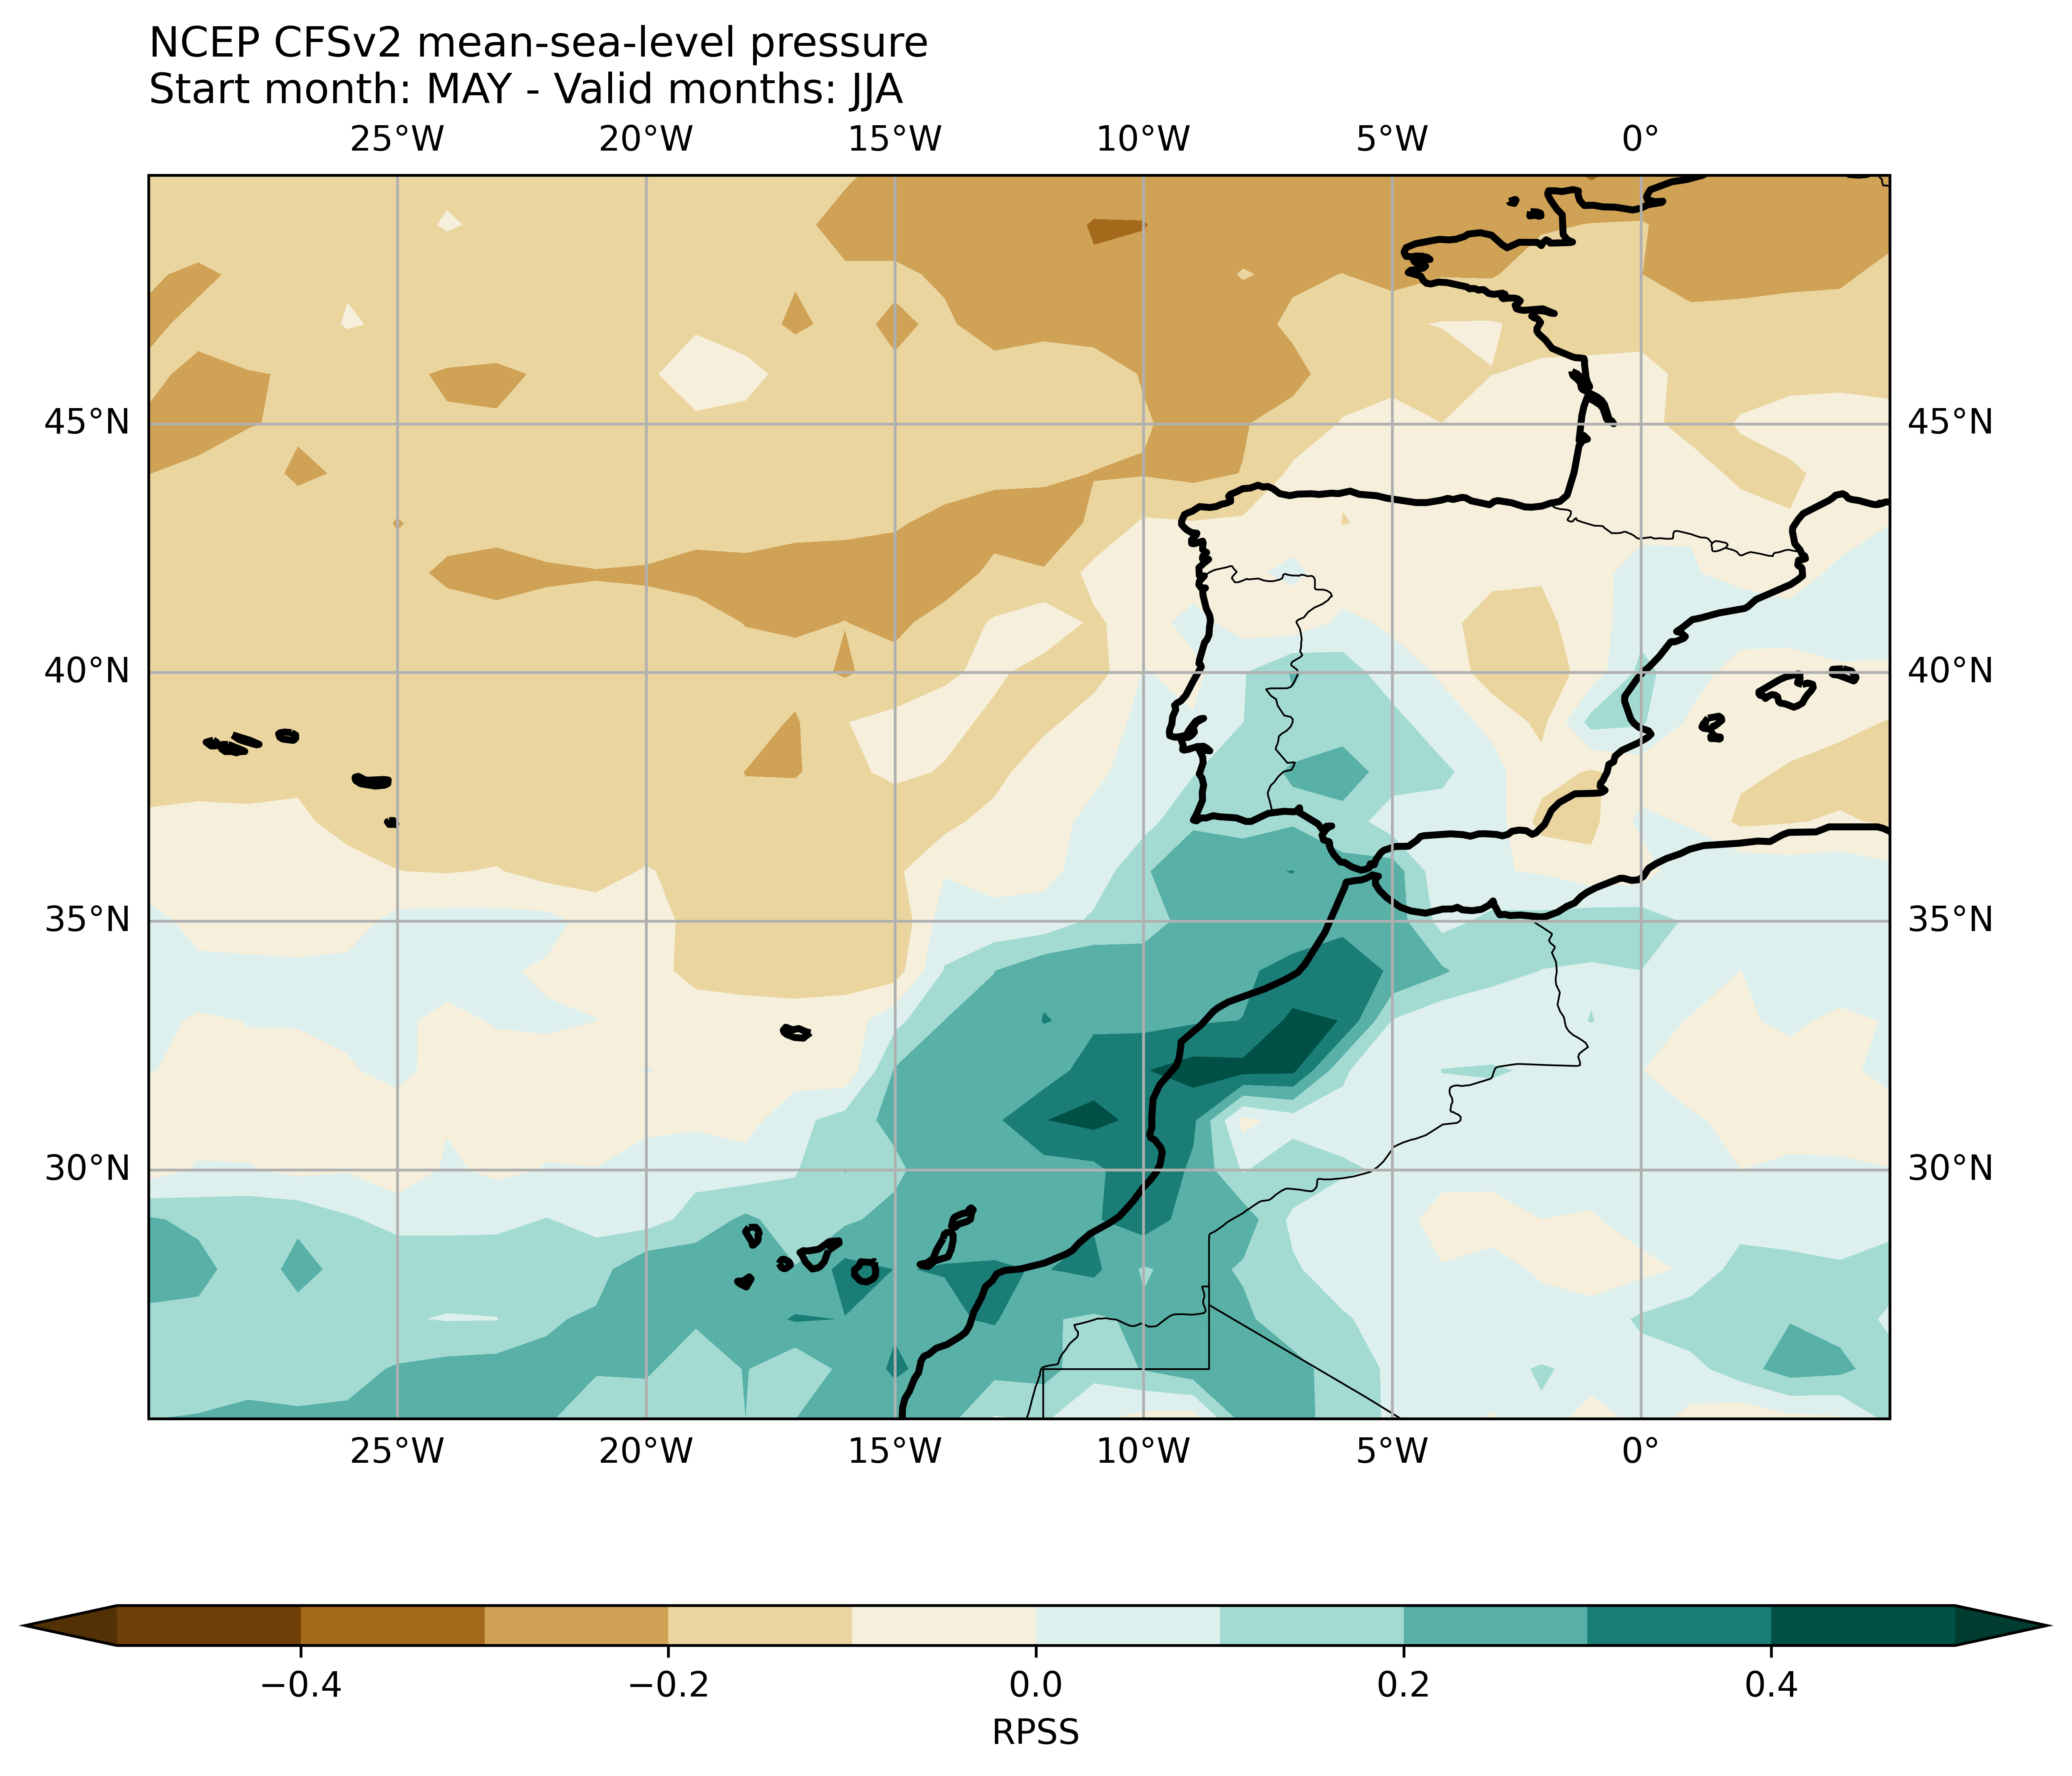 NCEP CFSv2 mean-sea-level pressure
Start month: MAY - Valid months: JJA
25°W 20°W 15°W 10°W 5°W 0°
45°N 45°N
40°N 40°N
35°N 35°N
30°N 30°N
25°W 20°W 15°W 10°W 5°W 0°
−0.4 −0.2 0.0 0.2 0.4
RPSS